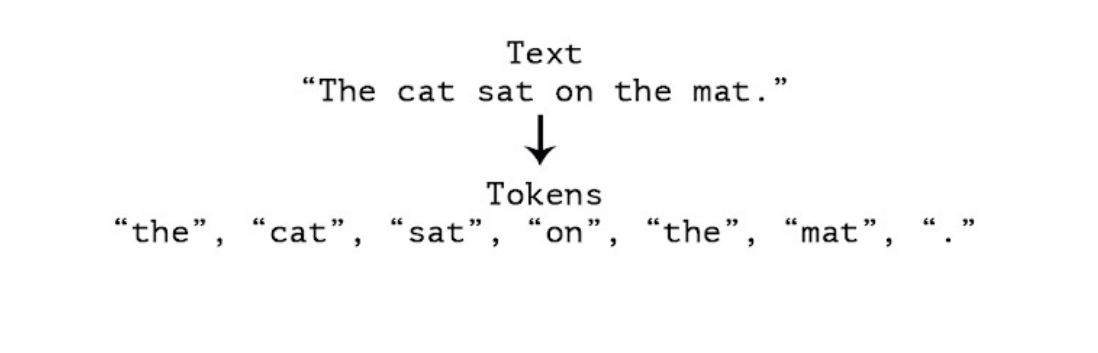 Text
“The cat sat on the mat.”
Tokens
“the”, “cat”, “sat”, “on”, “the”, “mat”, “.”